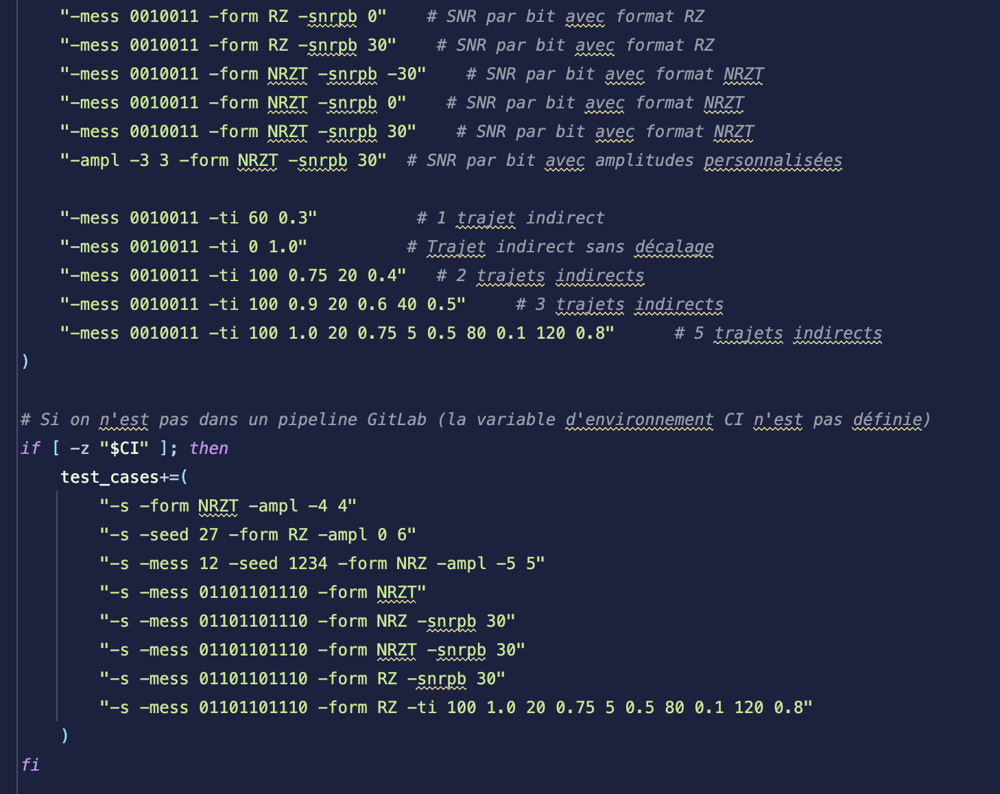 "-mess 0010011 -form RZ -snrpb 0"    # SNR par bit avec format RZ
"-mess 0010011 -form RZ -snrpb 30"    # SNR par bit avec format RZ
"-mess 0010011 -form NRZT -snrpb -30"    # SNR par bit avec format NRZT
"-mess 0010011 -form NRZT -snrpb 0"    # SNR par bit avec format NRZT
"-mess 0010011 -form NRZT -snrpb 30"    # SNR par bit avec format NRZT
"-ampl -3 3 -form NRZT -snrpb 30"  # SNR par bit avec amplitudes personnalisées
"-mess 0010011 -ti 60 0.3"          # 1 trajet indirect
"-mess 0010011 -ti 0 1.0"          # Trajet indirect sans décalage
"-mess 0010011 -ti 100 0.75 20 0.4"   # 2 trajets indirects
"-mess 0010011 -ti 100 0.9 20 0.6 40 0.5"     # 3 trajets indirects
"-mess 0010011 -ti 100 1.0 20 0.75 5 0.5 80 0.1 120 0.8"      # 5 trajets indirects
)
# Si on n'est pas dans un pipeline GitLab (la variable d'environnement CI n'est pas définie)
if [ -z "$CI" ]; then
test_cases+=(
"-s -form NRZT -ampl -4 4"
"-s -seed 27 -form RZ -ampl 0 6"
"-s -mess 12 -seed 1234 -form NRZ -ampl -5 5"
"-s -mess 01101101110 -form NRZT"
"-s -mess 01101101110 -form NRZ -snrpb 30"
"-s -mess 01101101110 -form NRZT -snrpb 30"
"-s -mess 01101101110 -form RZ -snrpb 30"
"-s -mess 01101101110 -form RZ -ti 100 1.0 20 0.75 5 0.5 80 0.1 120 0.8"
)
fi